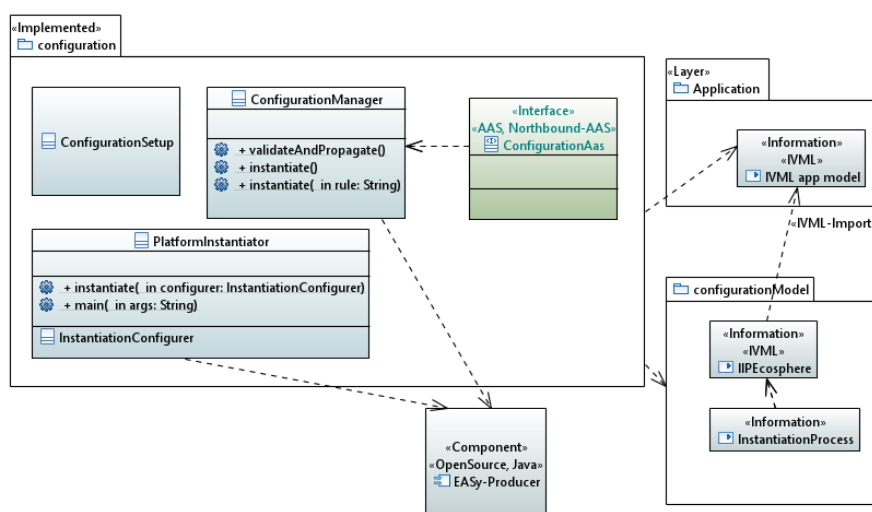 «Implemented»
configuration
ConfigurationSetup
ConfigurationManager
+ validateAndPropagate()
+ instantiate()
+ instantiate( in rule: String)
«Interface»
«AAS, Northbound-AAS»
ConfigurationAas
PlatformInstantiator
+ instantiate( in configurer: InstantiationConfigurer)
+ main( in args: String)
InstantiationConfigurer
«Component»
«OpenSource, Java»
EASy-Producer
«Layer»
Application
«Information»
«IVML»
IVML app model
«IVML-Import
configurationModel
«Information»
«IVML»
IIPEcosphere
«Information»
InstantiationProcess